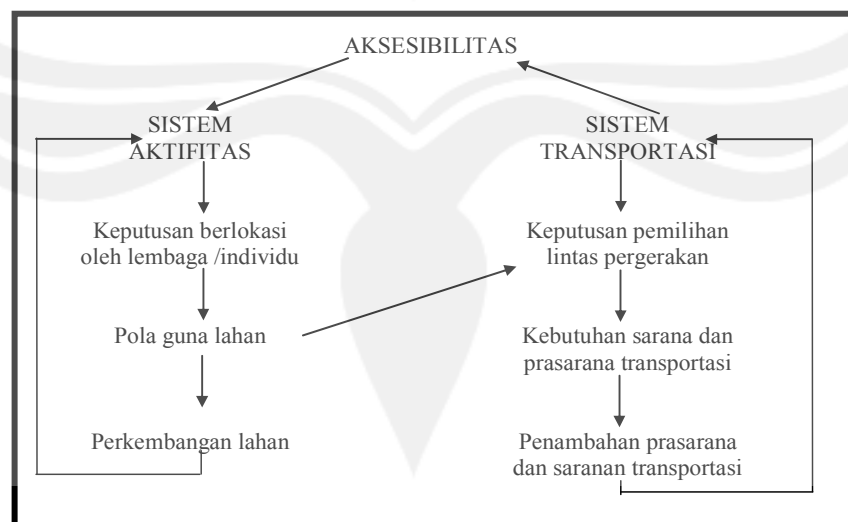 AKSESIBILITAS
SISTEM
AKTIFITAS
Keputusan berlokasi
oleh lembaga /individu
Pola guna lahan
Perkembangan lahan
SISTEM
TRANSPORTASI
Keputusan pemilihan
lintas pergerakan
Kebutuhan sarana dan
prasarana transportasi
Penambahan prasarana
dan saranan transportasi